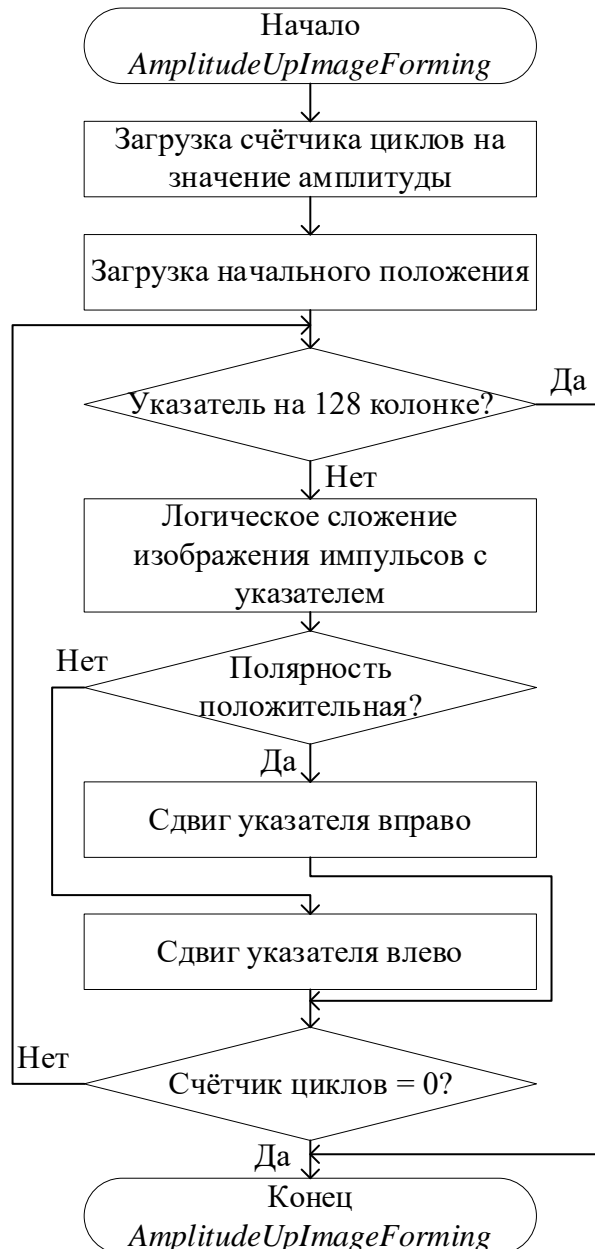 Начало
AmplitudeUpImageForming
Загрузка счётчика циклов на
значение амплитуды
Загрузка начального положения
Указатель на 128 колонке?
Да
Нет
Логическое сложение
изображения импульсов с
указателем
Нет
Полярность
положительная?
Да
Сдвиг указателя вправо
Сдвиг указателя влево
Нет
Счётчик циклов = 0?
Да
Конец
AmplitudeUpImageForming